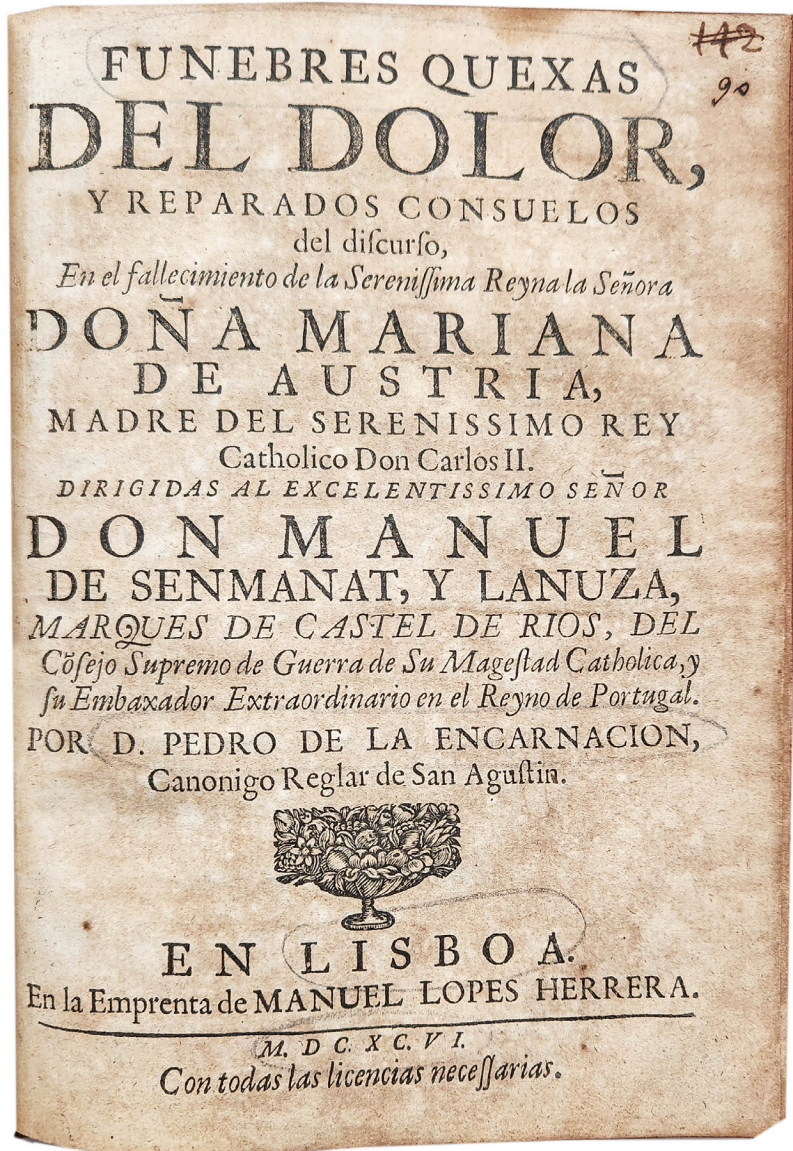 142
90
FUNEBRES QUEXAS
DEL DOLOR,
Y REPARADOS CONSUELOS
del diſcurſo,
En el fallecimiento de la Sereniſſima Reyna la Señora
DOÑA MARIANA
DE AUSTRIA,
MADRE DEL SERENISSIMO REY
Catholico Don Carlos II.
DIRIGIDAS AL EXCELENTISSIMO SEÑOR
DON MANUEL
DE SENMANAT, Y LANUZA,
MARQUES DE CASTEL DE RIOS, DEL
Cõſejo Supremo de Guerra de Su Mageſtad Catholica, y
ſu Embaxador Extraordinario en el Reyno de Portugal.
POR D. PEDRO DE LA ENCARNACION,
Canonigo Reglar de San Aguſtin.
EN LISBOA.
En la Emprenta de MANUEL LOPES HERRERA.
M. D C. X C. V I.
Con todas las licencias neceſſarias.